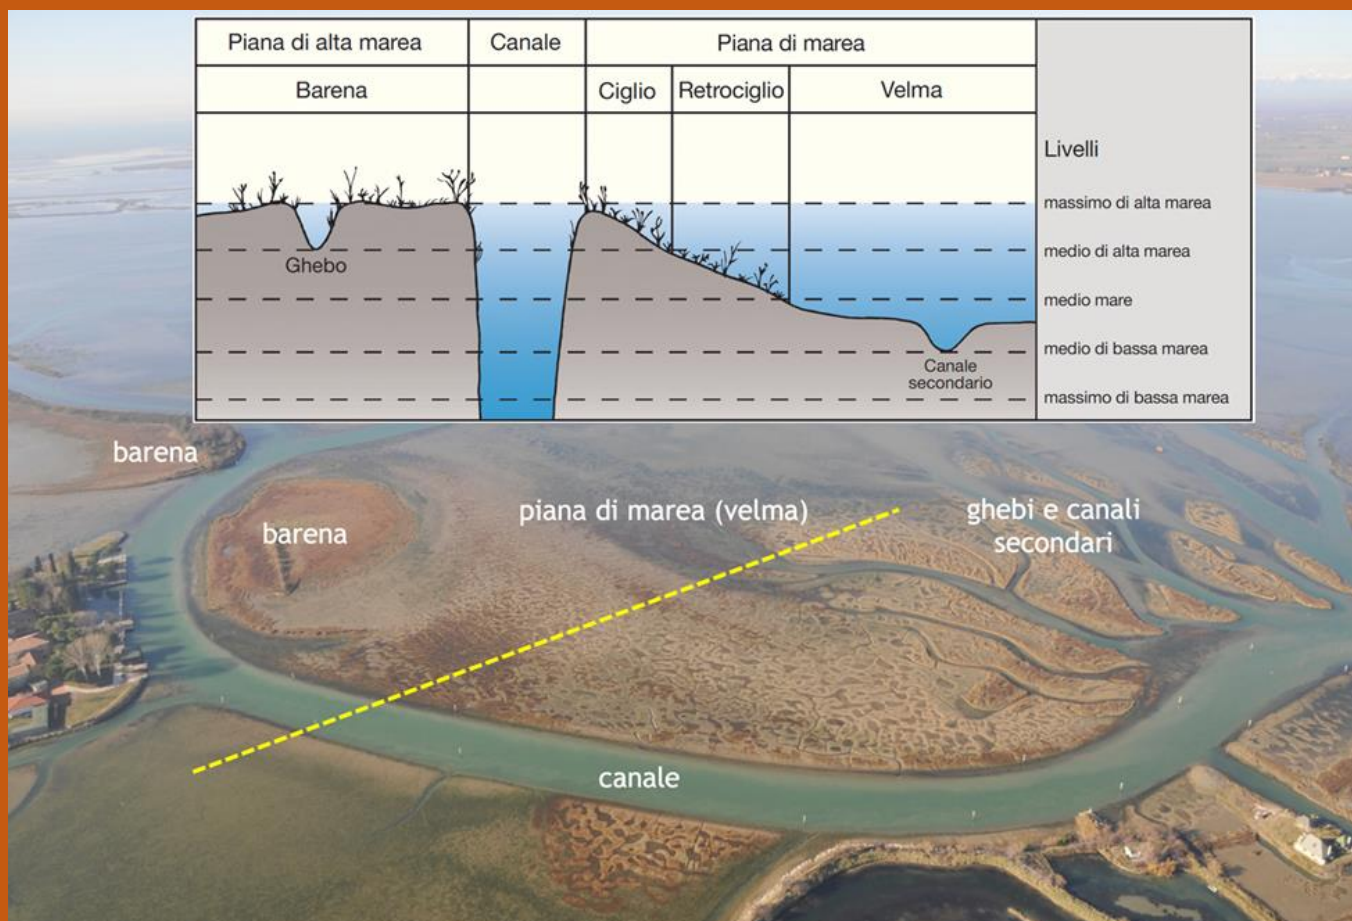 Piana di alta marea Canale Piana di marea
Barena Ciglio Retrociglio Velma
Livelli
massimo di alta marea
medio di alta marea
Ghebo
medio mare
medio di bassa marea
Canale
secondario
massimo di bassa marea
barena
barena
piana di marea (velma)
ghebi e canali
secondari
canale